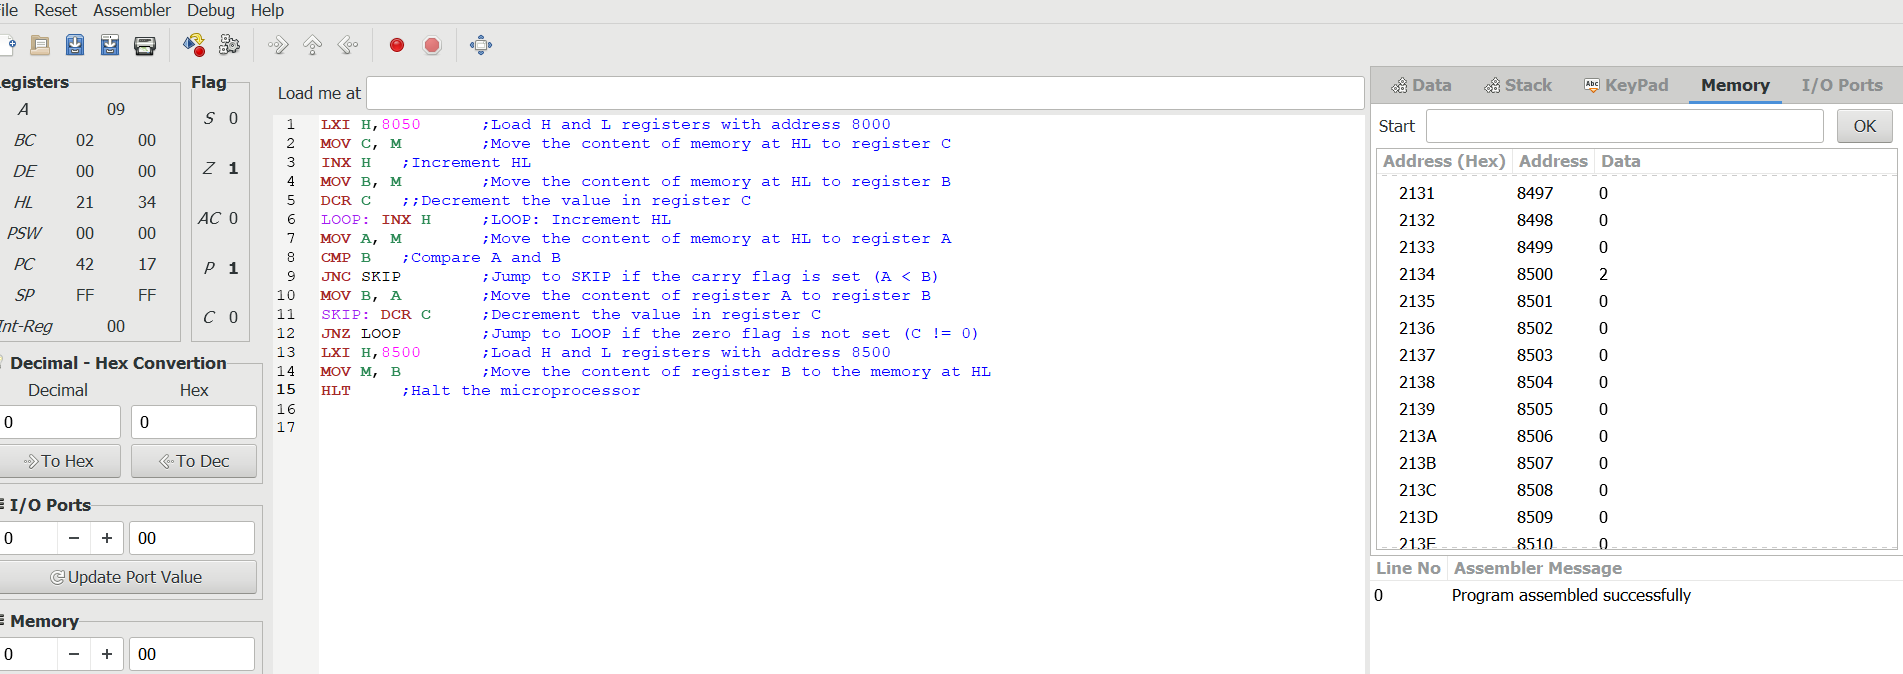 ile Reset Assembler Debug Help
egisters
A 09
BC 02 00
DE 00 00
HL 21 34
PSW 00 00
PC 42 17
SP FF FF
Int-Reg 00
Flag
S 0
Z 1
AC 0
P 1
C 0
Decimal - Hex Convertion
Decimal Hex
0 0
To Hex To Dec
I/O Ports
0 − + 00
Update Port Value
Memory
0 − + 00
Load me at
1 LXI H,8050 ;Load H and L registers with address 8000
2 MOV C, M ;Move the content of memory at HL to register C
3 INX H ;Increment HL
4 MOV B, M ;Move the content of memory at HL to register B
5 DCR C ;;Decrement the value in register C
6 LOOP: INX H ;LOOP: Increment HL
7 MOV A, M ;Move the content of memory at HL to register A
8 CMP B ;Compare A and B
9 JNC SKIP ;Jump to SKIP if the carry flag is set (A < B)
10 MOV B, A ;Move the content of register A to register B
11 SKIP: DCR C ;Decrement the value in register C
12 JNZ LOOP ;Jump to LOOP if the zero flag is not set (C != 0)
13 LXI H,8500 ;Load H and L registers with address 8500
14 MOV M, B ;Move the content of register B to the memory at HL
15 HLT ;Halt the microprocessor
16
17
Data Stack Abc KeyPad Memory I/O Ports
Start OK
Address (Hex) Address Data
2131 8497 0
2132 8498 0
2133 8499 0
2134 8500 2
2135 8501 0
2136 8502 0
2137 8503 0
2138 8504 0
2139 8505 0
213A 8506 0
213B 8507 0
213C 8508 0
213D 8509 0
213E 8510 0
Line No Assembler Message
0 Program assembled successfully